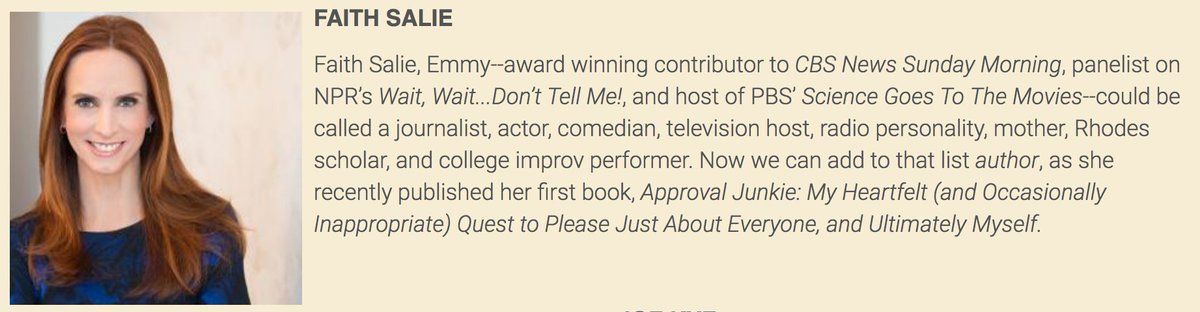 FAITH SALIE
Faith Salie, Emmy--award winning contributor to CBS News Sunday Morning, panelist on
NPR’s Wait, Wait...Don’t Tell Me!, and host of PBS’ Science Goes To The Movies--could be
called a journalist, actor, comedian, television host, radio personality, mother, Rhodes
scholar, and college improv performer. Now we can add to that list author, as she
recently published her first book, Approval Junkie: My Heartfelt (and Occasionally
Inappropriate) Quest to Please Just About Everyone, and Ultimately Myself.